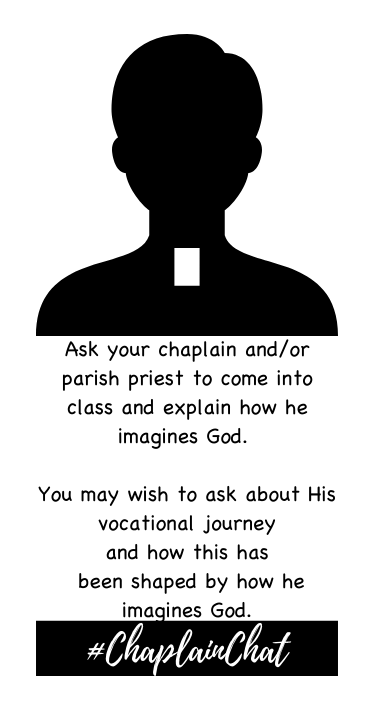 Ask your chaplain and/or
parish priest to come into
class and explain how he
imagines God.
You may wish to ask about His
vocational journey
and how this has
been shaped by how he
imagines God.
#ChaplainChat